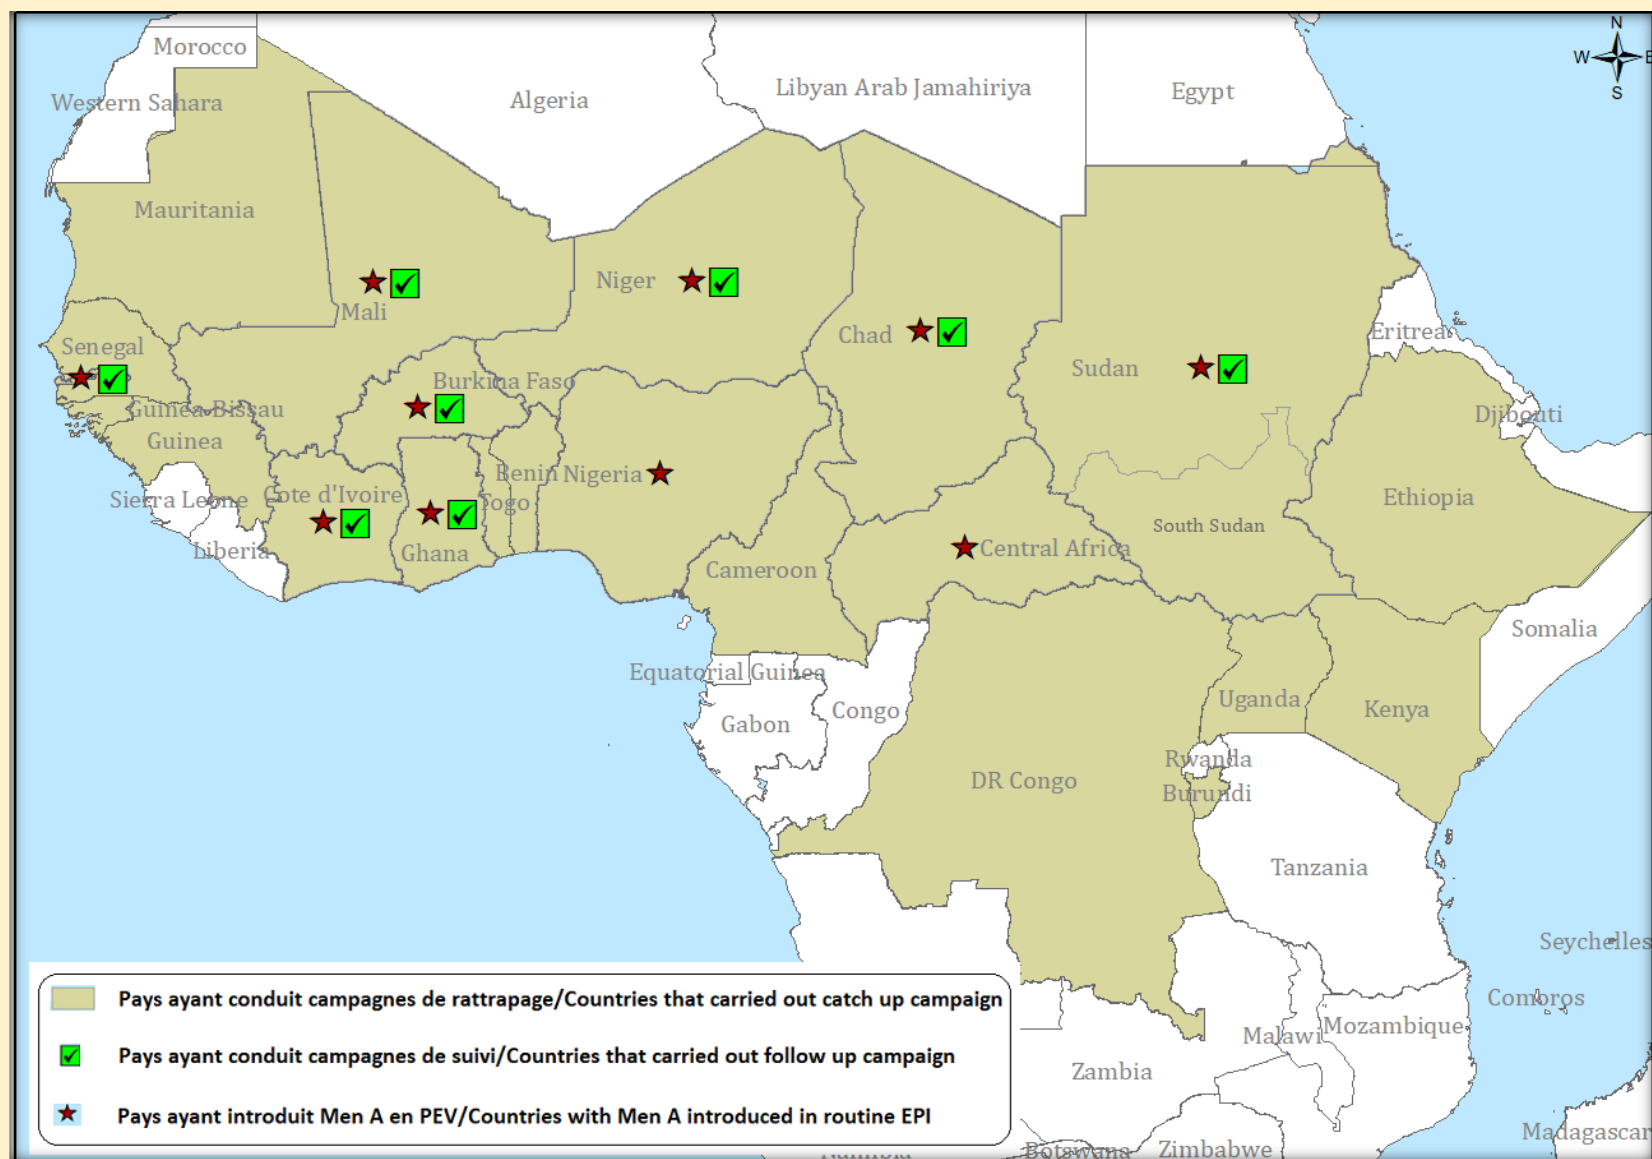 N
W E
S
Morocco
Western Sahara
Algeria
Libyan Arab Jamahiriya
Egypt
Mauritania
Mali
Niger
Chad
Sudan
Eritrea
Senegal
Burkina Faso
Guinea-Bissau
Guinea
Djibouti
Benin
Nigeria
Togo
Sierra Leone
Cote d'Ivoire
Ghana
Liberia
Ethiopia
South Sudan
Central Africa
Cameroon
Somalia
Equatorial Guinea
Gabon
Congo
Uganda
Kenya
Rwanda
Burundi
DR Congo
Tanzania
Seychelles
Comoros
Malawi
Mozambique
Zambia
Madagascar
Namibia
Botswana
Zimbabwe
Pays ayant conduit campagnes de rattrapage/Countries that carried out catch up campaign
Pays ayant conduit campagnes de suivi/Countries that carried out follow up campaign
Pays ayant introduit Men A en PEV/Countries with Men A introduced in routine EPI